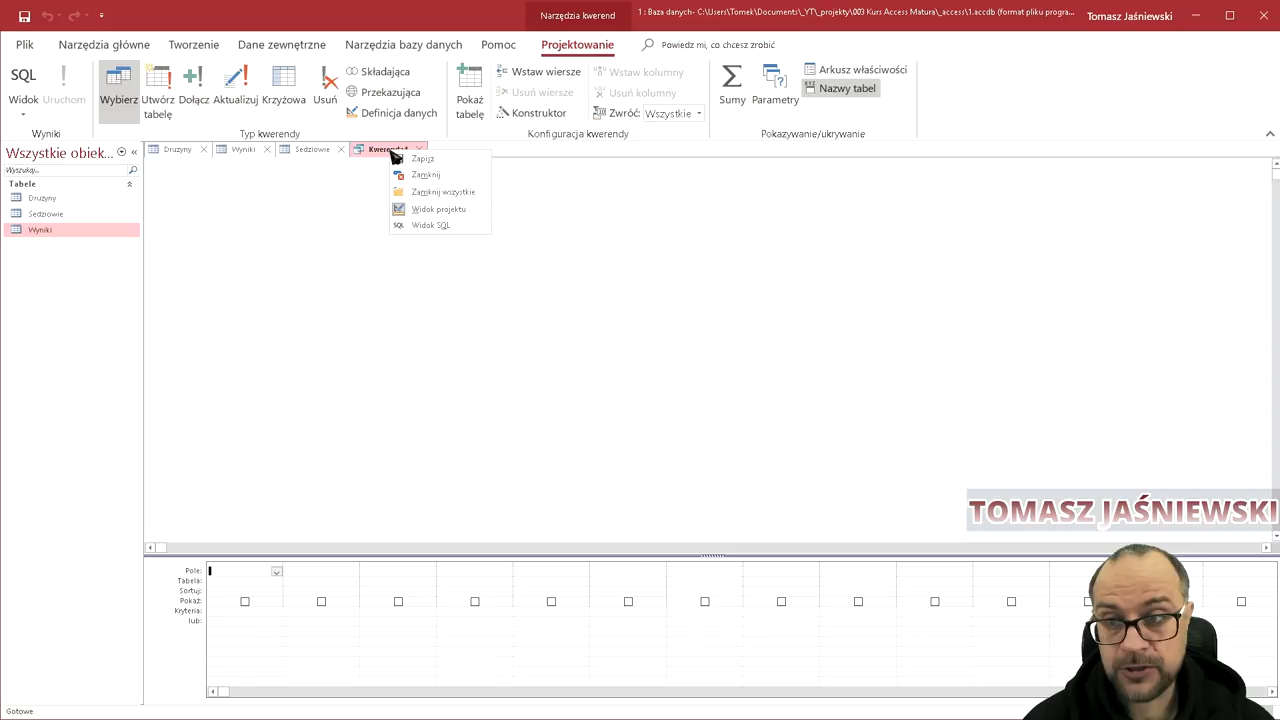 Narzędzia kwerend
1 : Baza danych- C:\Users\Tomek\Documents\_YT\_projekty\003 Kurs Access Matura\_access\1.accdb (format pliku progra...
Tomasz Jaśniewski
Plik
Narzędzia główne
Tworzenie
Dane zewnętrzne
Narzędzia bazy danych
Pomoc
Projektowanie
Powiedz mi, co chcesz zrobić
SQL
Widok
Uruchom
Wyniki
Wybierz
Utwórz
tabelę
Dołącz
Aktualizuj
Krzyżowa
Usuń
Składająca
Przekazująca
Definicja danych
Typ kwerendy
Pokaż
tabelę
Wstaw wiersze
Usuń wiersze
Konstruktor
Wstaw kolumny
Usuń kolumny
Zwróć: Wszystkie
Konfiguracja kwerendy
Sumy
Parametry
Arkusz właściwości
Nazwy tabel
Pokazywanie/ukrywanie
Wszystkie obiek...
Wyszukaj...
Tabele
Druzyny
Sedziowie
Wyniki
Druzyny
Wyniki
Sedziowie
Zapisz
Zamknij
Zamknij wszystkie
Widok projektu
SQL Widok SQL
TOMASZ JAŚNIEWSKI
Pole:
Tabela:
Sortuj:
Pokaż:
Kryteria:
lub:
Gotowe